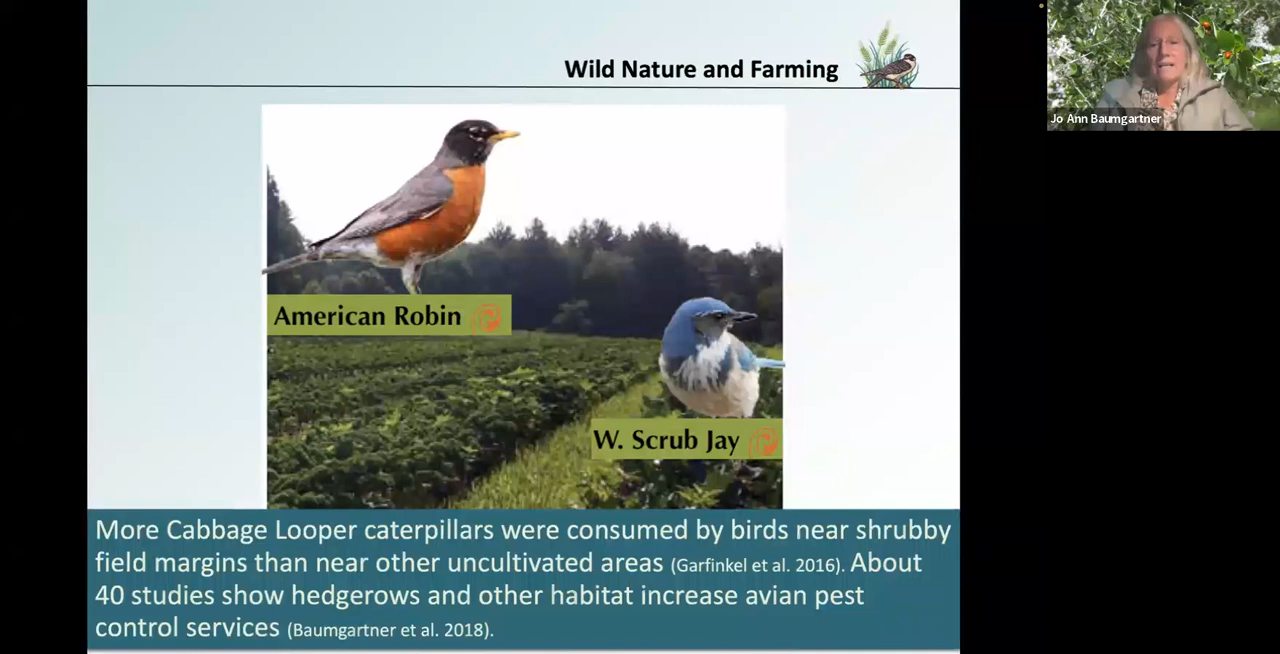 Wild Nature and Farming
Jo Ann Baumgartner
American Robin
W. Scrub Jay
More Cabbage Looper caterpillars were consumed by birds near shrubby
field margins than near other uncultivated areas (Garfinkel et al. 2016). About
40 studies show hedgerows and other habitat increase avian pest
control services (Baumgartner et al. 2018).